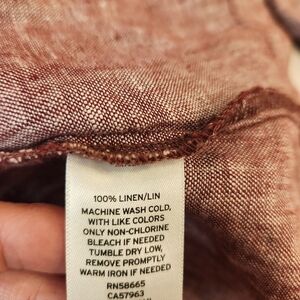 100% LINEN/LIN
MACHINE WASH COLD,
WITH LIKE COLORS
ONLY NON-CHLORINE
BLEACH IF NEEDED
TUMBLE DRY LOW,
REMOVE PROMPTLY
WARM IRON IF NEEDED
RN58665
CA57963